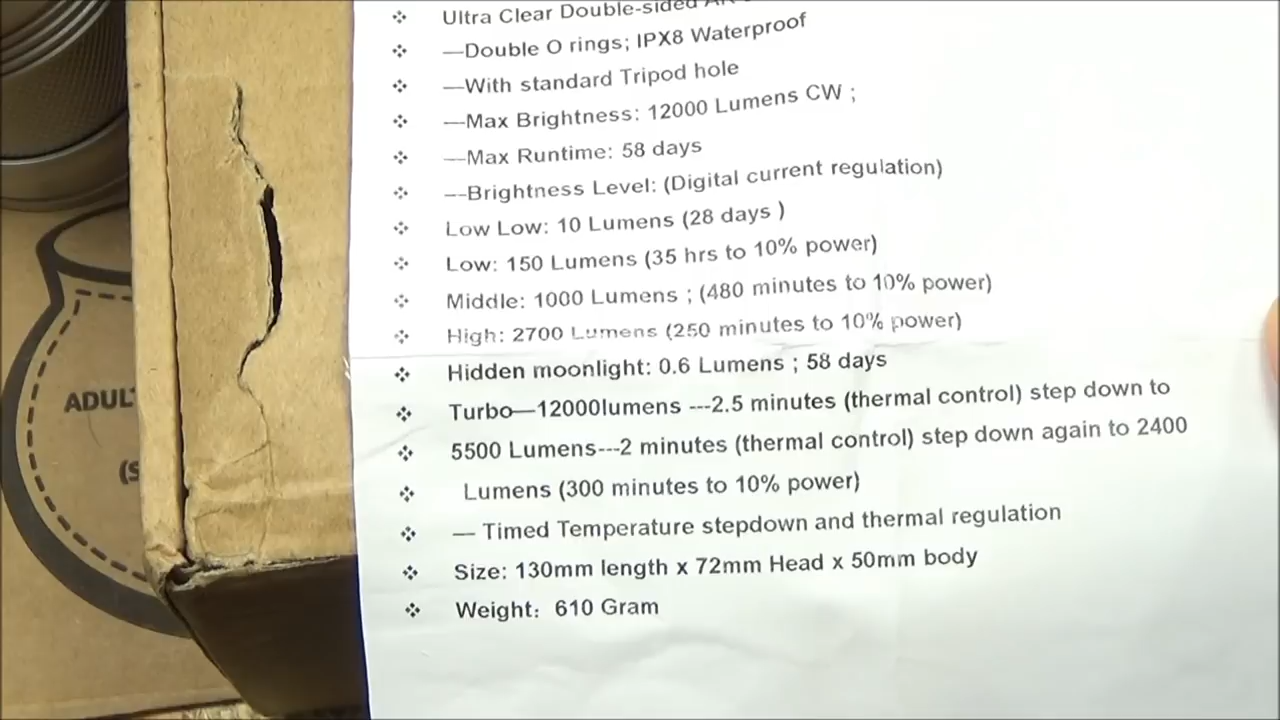 Ultra Clear Double-sided
—Double O rings; IPX8 Waterproof
—With standard Tripod hole
—Max Brightness: 12000 Lumens CW ;
—Max Runtime: 58 days
—Brightness Level: (Digital current regulation)
Low Low: 10 Lumens (28 days )
Low: 150 Lumens (35 hrs to 10% power)
Middle: 1000 Lumens ; (480 minutes to 10% power)
High: 2700 Lumens (250 minutes to 10% power)
Hidden moonlight: 0.6 Lumens ; 58 days
Turbo—12000lumens ---2.5 minutes (thermal control) step down to
5500 Lumens---2 minutes (thermal control) step down again to 2400
Lumens (300 minutes to 10% power)
— Timed Temperature stepdown and thermal regulation
Size: 130mm length x 72mm Head x 50mm body
Weight: 610 Gram
ADUL
(S